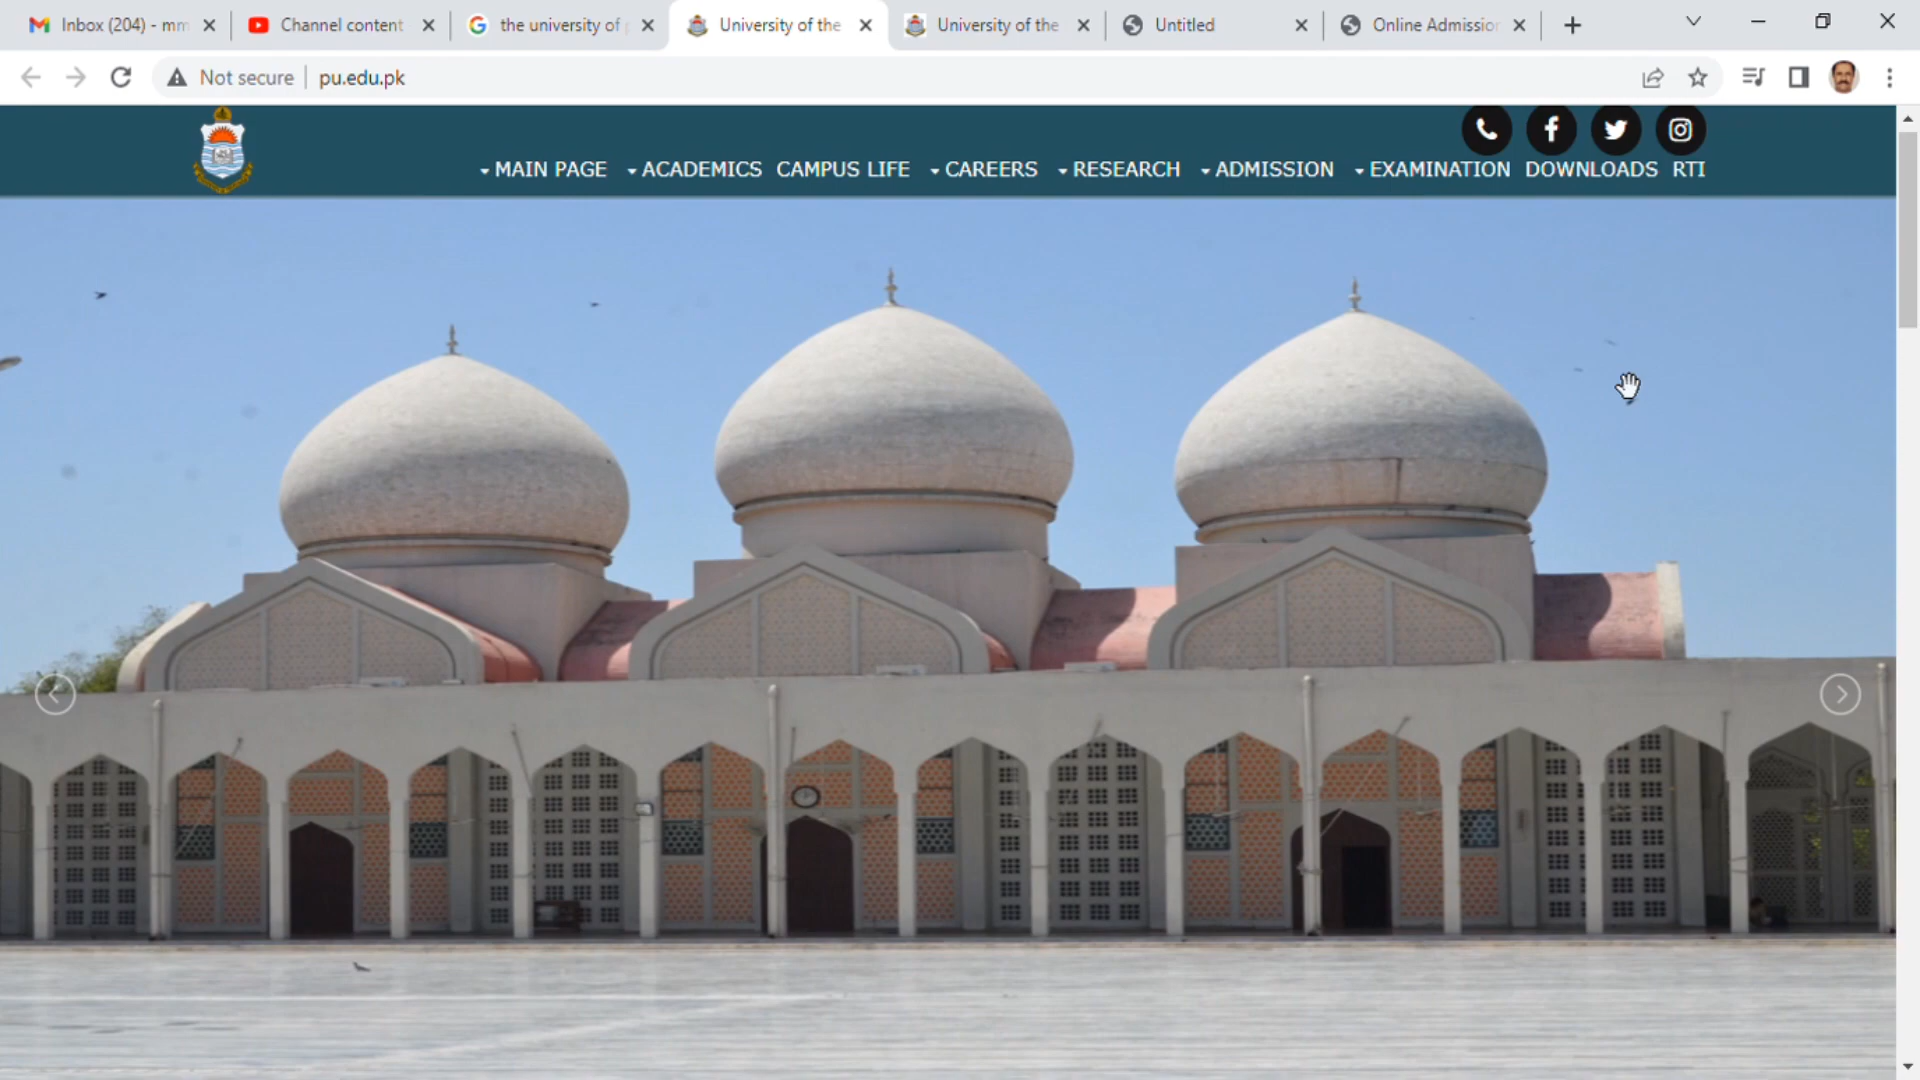 Inbox (204) - mm
Channel content
the university of
University of the
University of the
Untitled
Online Admission
Not secure
pu.edu.pk
MAIN PAGE
ACADEMICS
CAMPUS LIFE
CAREERS
RESEARCH
ADMISSION
EXAMINATION
DOWNLOADS
RTI